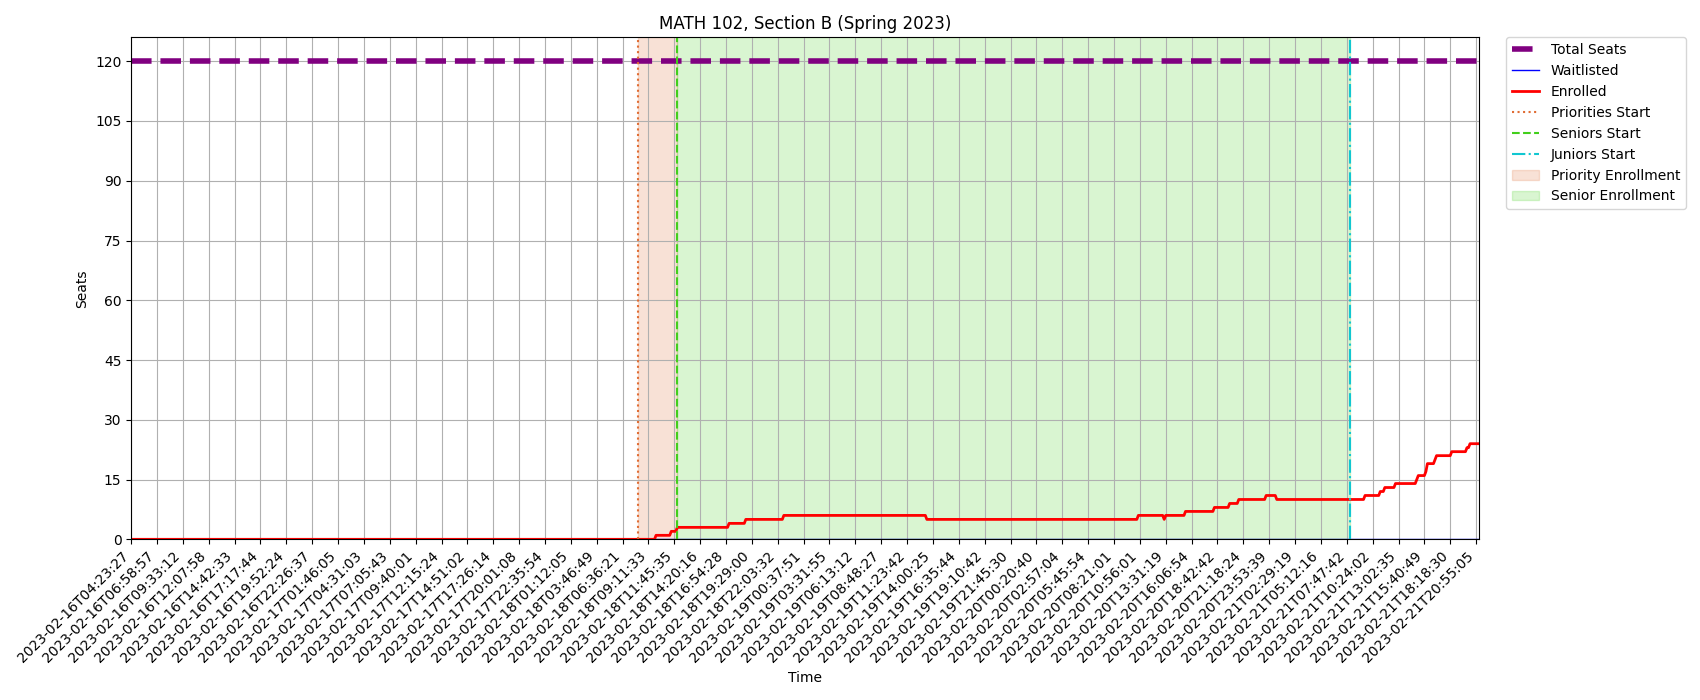 MATH 102, Section B (Spring 2023)
Total Seats
Waitlisted
Enrolled
Priorities Start
Seniors Start
Juniors Start
Priority Enrollment
Senior Enrollment
Seats
120
105
90
75
60
45
30
15
0
2023-02-16T04:23:27
2023-02-16T06:58:57
2023-02-16T09:33:12
2023-02-16T12:07:58
2023-02-16T14:42:33
2023-02-16T17:17:44
2023-02-16T19:52:24
2023-02-16T22:26:37
2023-02-17T01:46:05
2023-02-17T04:31:03
2023-02-17T07:05:43
2023-02-17T09:40:01
2023-02-17T12:15:24
2023-02-17T14:51:02
2023-02-17T17:26:14
2023-02-17T20:01:08
2023-02-17T22:35:54
2023-02-18T01:12:05
2023-02-18T03:46:49
2023-02-18T06:36:21
2023-02-18T09:11:33
2023-02-18T11:45:35
2023-02-18T14:20:16
2023-02-18T16:54:28
2023-02-18T19:29:00
2023-02-18T22:03:32
2023-02-19T00:37:51
2023-02-19T03:31:55
2023-02-19T06:13:12
2023-02-19T08:48:27
2023-02-19T11:23:42
2023-02-19T14:00:25
2023-02-19T16:35:44
2023-02-19T19:10:42
2023-02-19T21:45:30
2023-02-20T00:20:40
2023-02-20T02:57:04
2023-02-20T05:45:54
2023-02-20T08:21:01
2023-02-20T10:56:01
2023-02-20T13:31:19
2023-02-20T16:06:54
2023-02-20T18:42:42
2023-02-20T21:18:24
2023-02-20T23:53:39
2023-02-21T02:29:19
2023-02-21T05:12:16
2023-02-21T07:47:42
2023-02-21T10:24:02
2023-02-21T13:02:35
2023-02-21T15:40:49
2023-02-21T18:18:30
2023-02-21T20:55:05
Time